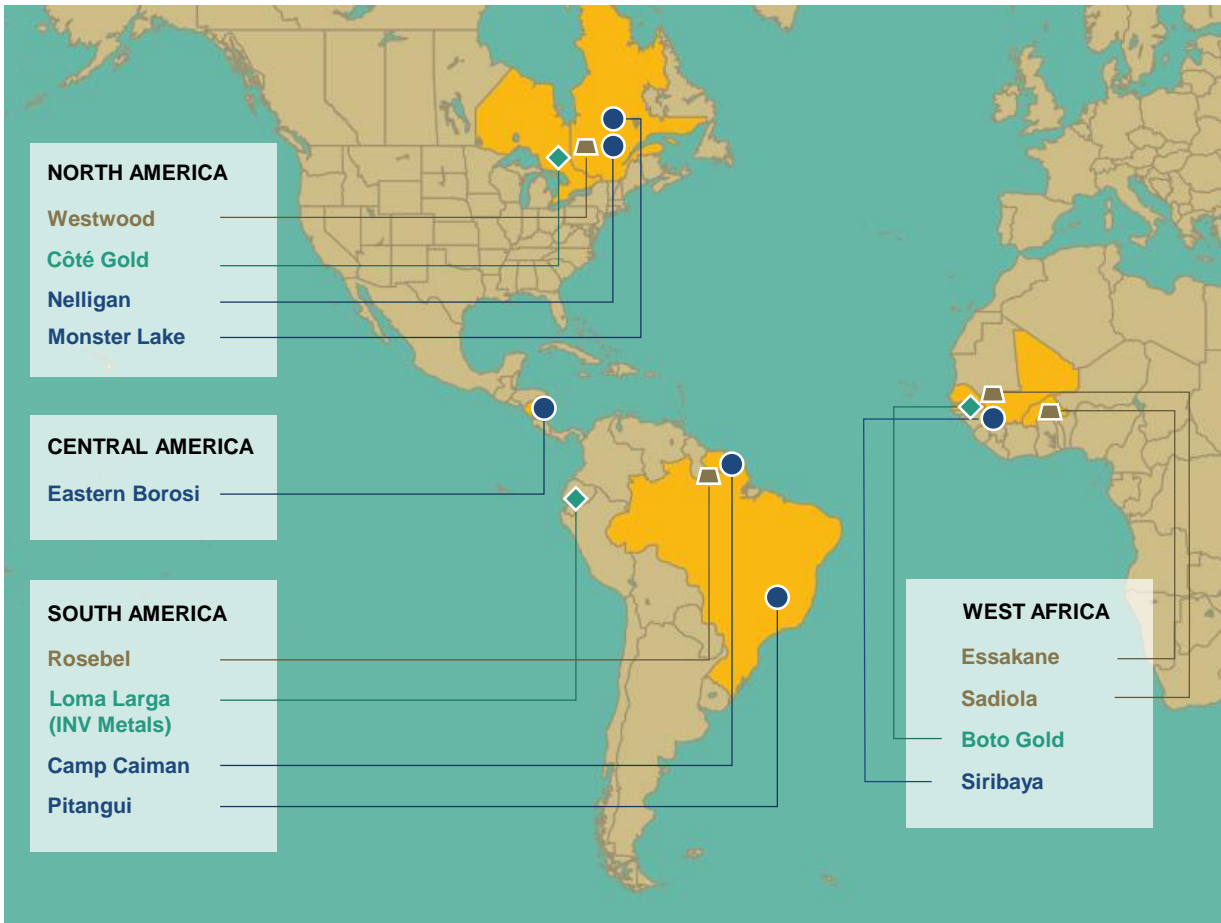 NORTH AMERICA
Westwood
Côté Gold
Nelligan
Monster Lake
CENTRAL AMERICA
Eastern Borosi
SOUTH AMERICA
Rosebel
Loma Larga
(INV Metals)
Camp Caiman
Pitangui
WEST AFRICA
Essakane
Sadiola
Boto Gold
Siribaya